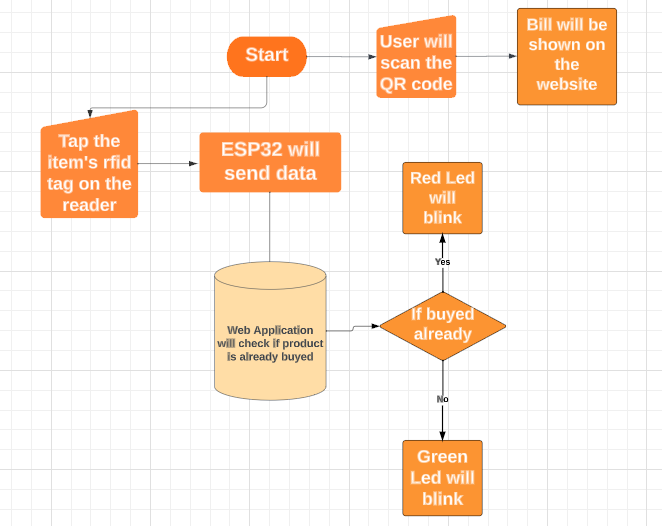 Start
User will
scan the
QR code
Bill will be
shown on
the
website
Tap the
item's rfid
tag on the
reader
ESP32 will
send data
Red Led
will
blink
Yes
Web Application
will check if product
is already buyed
If buyed
already
No
Green
Led will
blink